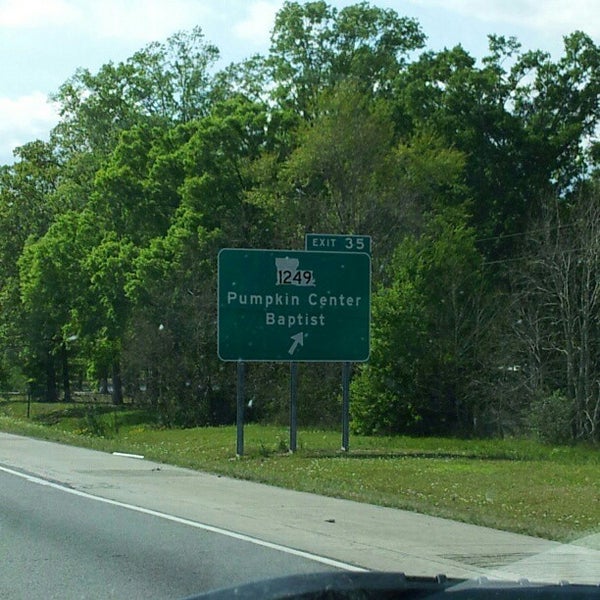 EXIT 35
1249
Pumpkin Center
Baptist